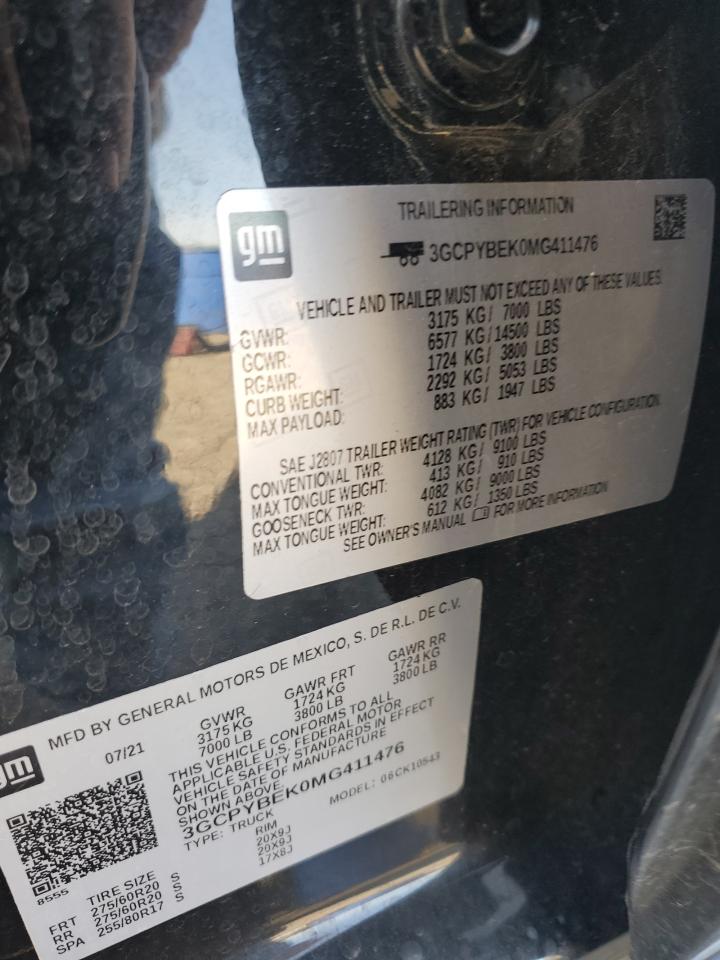 gm
TRAILERING INFORMATION
3GCPYBEK0MG411476
VEHICLE AND TRAILER MUST NOT EXCEED ANY OF THESE VALUES.
GVWR: 3175 KG/ 7000 LBS
GCWR: 6577 KG/14500 LBS
RGAWR: 1724 KG/ 3800 LBS
CURB WEIGHT: 2292 KG/ 5053 LBS
MAX PAYLOAD: 883 KG/ 1947 LBS
SAE J2807 TRAILER WEIGHT RATING (TWR) FOR VEHICLE CONFIGURATION.
CONVENTIONAL TWR: 4128 KG/ 9100 LBS
MAX TONGUE WEIGHT: 413 KG/ 910 LBS
GOOSENECK TWR: 4082 KG/ 9000 LBS
MAX TONGUE WEIGHT: 612 KG/ 1350 LBS
SEE OWNER'S MANUAL FOR MORE INFORMATION
gm
MFD BY GENERAL MOTORS DE MEXICO, S. DE R.L. DE C.V.
07/21 GVWR GAWR FRT GAWR RR
3175 KG 1724 KG 1724 KG
7000 LB 3800 LB 3800 LB
THIS VEHICLE CONFORMS TO ALL
APPLICABLE U.S. FEDERAL MOTOR
VEHICLE SAFETY STANDARDS IN EFFECT
ON THE DATE OF MANUFACTURE
SHOWN ABOVE.
3GCPYBEK0MG411476
TYPE: TRUCK MODEL: 06CK10543
8555
TIRE SIZE RIM
FRT 275/60R20 S 20X9J
RR 275/60R20 S 20X9J
SPA 255/80R17 S 17X8J